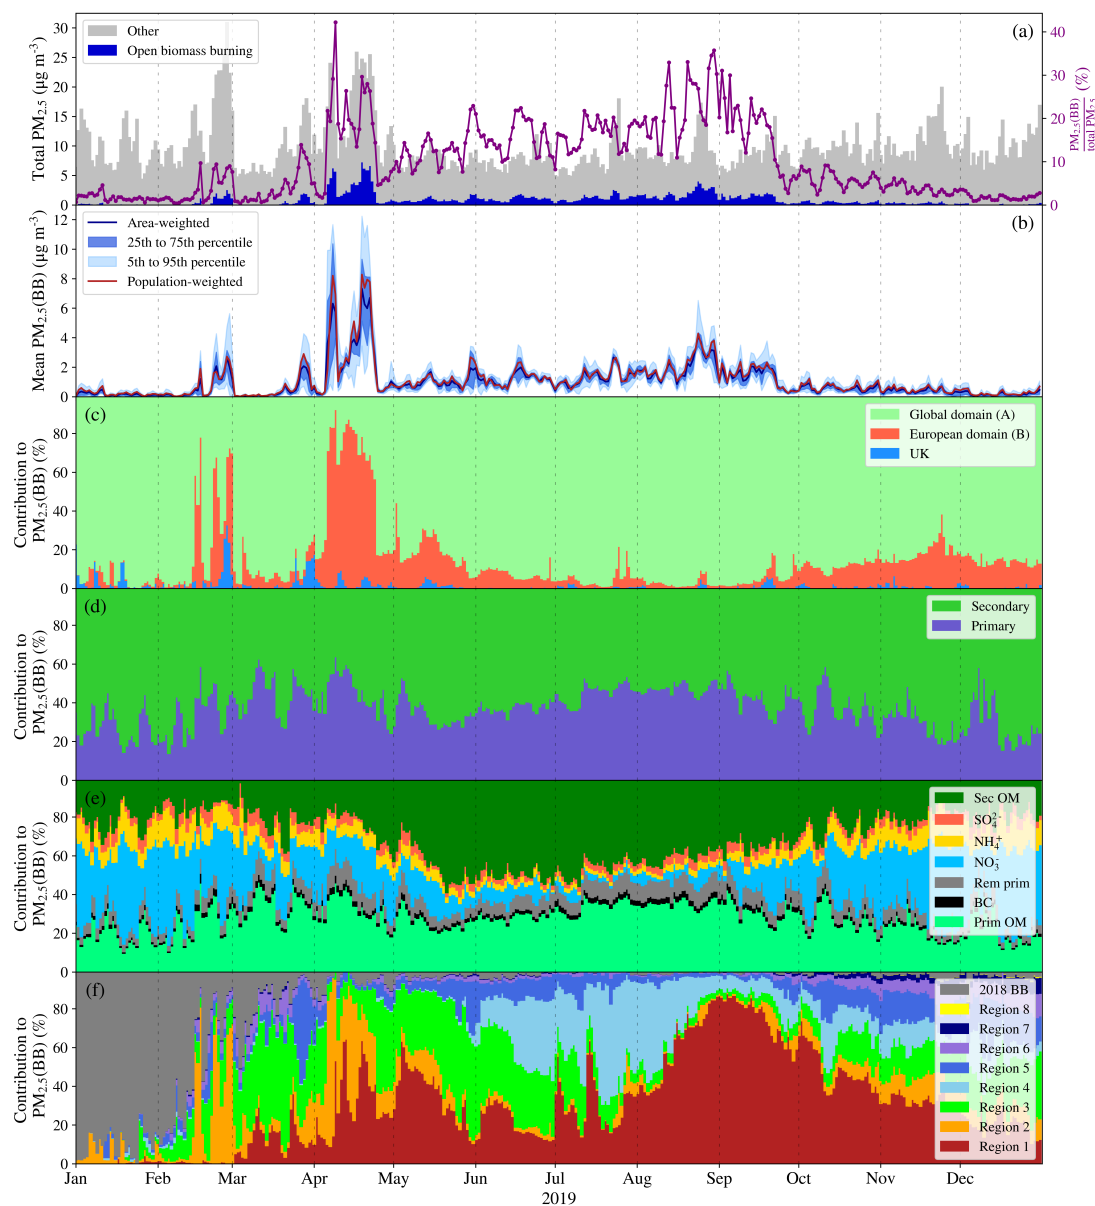 (a)
Other
Open biomass burning
Total PM2.5 (μg m-3)
30
25
20
15
10
5
0
40
30
20
10
0
PM2.5(BB)
total PM2.5
(%)
(b)
Area-weighted
25th to 75th percentile
5th to 95th percentile
Population-weighted
Mean PM2.5(BB) (μg m-3)
12
10
8
6
4
2
0
(c)
Global domain (A)
European domain (B)
UK
Contribution to
PM2.5(BB) (%)
80
60
40
20
0
(d)
Secondary
Primary
Contribution to
PM2.5(BB) (%)
80
60
40
20
0
(e)
Sec OM
SO4 2-
NH4 +
NO3 -
Rem prim
BC
Prim OM
Contribution to
PM2.5(BB) (%)
80
60
40
20
0
(f)
2018 BB
Region 8
Region 7
Region 6
Region 5
Region 4
Region 3
Region 2
Region 1
Contribution to
PM2.5(BB) (%)
80
60
40
20
0
Jan Feb Mar Apr May Jun Jul Aug Sep Oct Nov Dec
2019